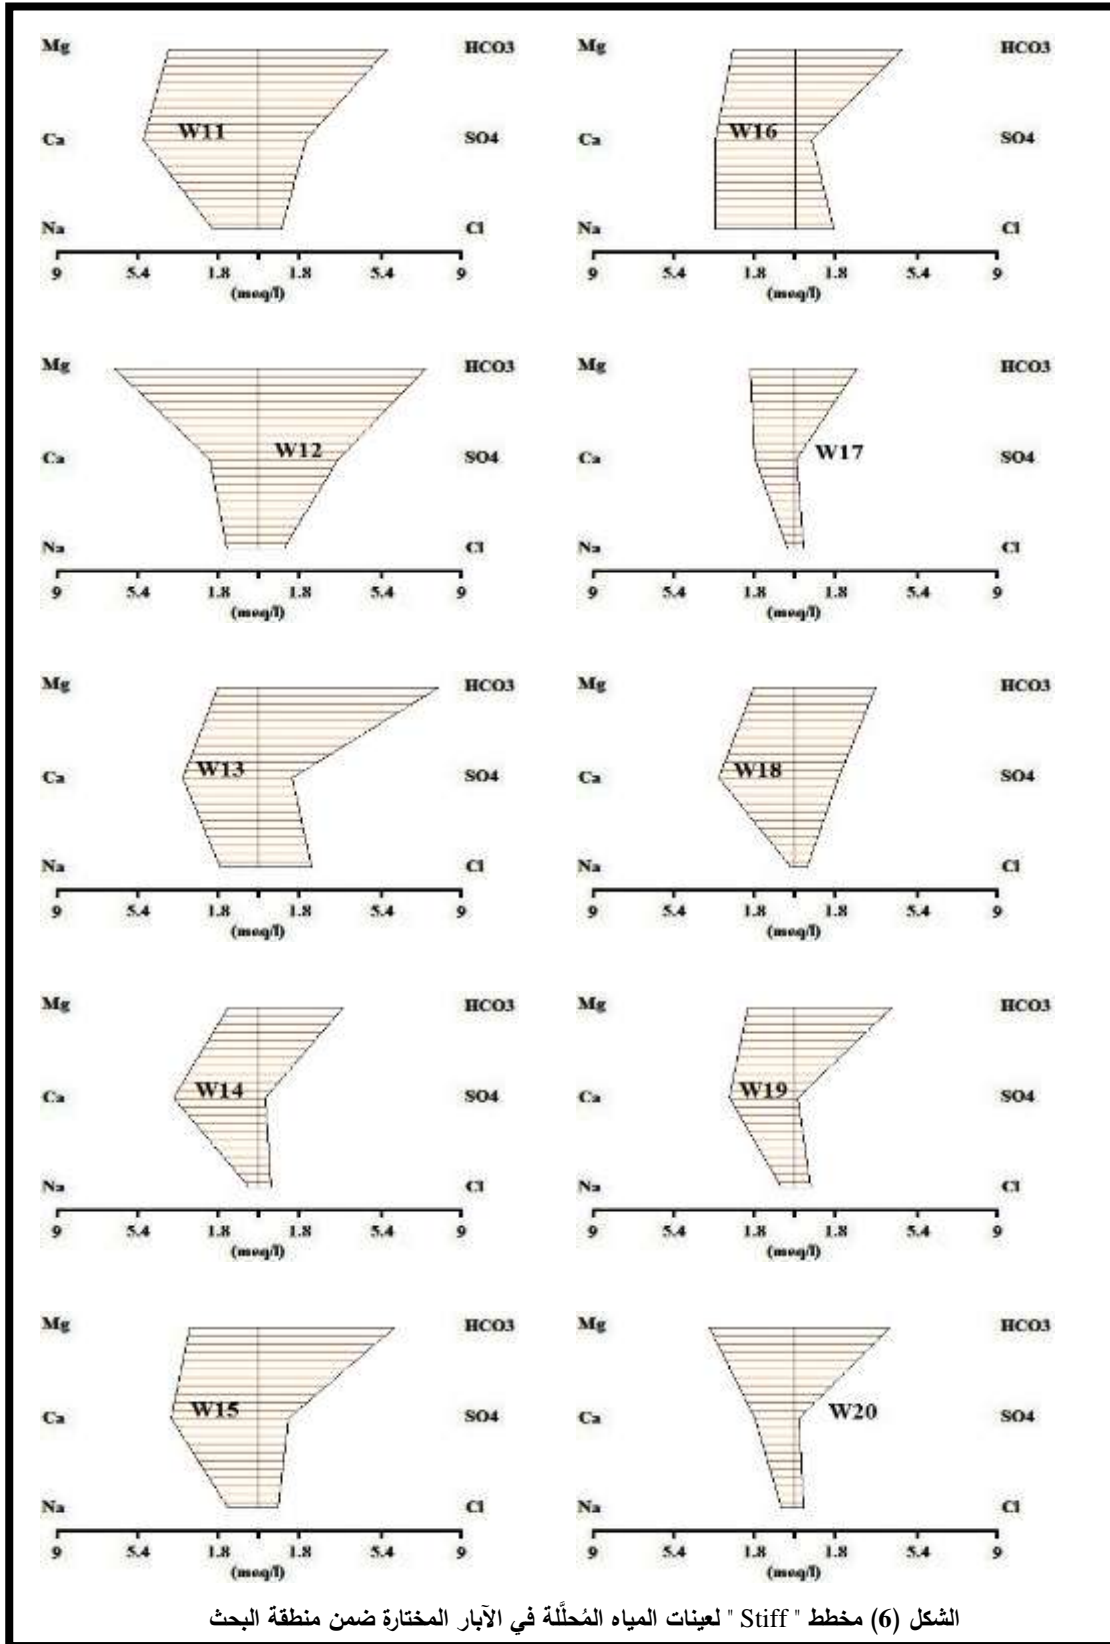 Mg HCO3
W11
Ca SO4
Na Cl
9 5.4 1.8 1.8 5.4 9
(meq/l)
Mg HCO3
W16
Ca SO4
Na Cl
9 5.4 1.8 1.8 5.4 9
(meq/l)
Mg HCO3
W12
Ca SO4
Na Cl
9 5.4 1.8 1.8 5.4 9
(meq/l)
Mg HCO3
W17
Ca SO4
Na Cl
9 5.4 1.8 1.8 5.4 9
(meq/l)
Mg HCO3
W13
Ca SO4
Na Cl
9 5.4 1.8 1.8 5.4 9
(meq/l)
Mg HCO3
W18
Ca SO4
Na Cl
9 5.4 1.8 1.8 5.4 9
(meq/l)
Mg HCO3
W14
Ca SO4
Na Cl
9 5.4 1.8 1.8 5.4 9
(meq/l)
Mg HCO3
W19
Ca SO4
Na Cl
9 5.4 1.8 1.8 5.4 9
(meq/l)
Mg HCO3
W15
Ca SO4
Na Cl
9 5.4 1.8 1.8 5.4 9
(meq/l)
Mg HCO3
W20
Ca SO4
Na Cl
9 5.4 1.8 1.8 5.4 9
(meq/l)
الشكل (6) مخطط " Stiff " لعينات المياه المُحلَّلة في الآبار المختارة ضمن منطقة البحث